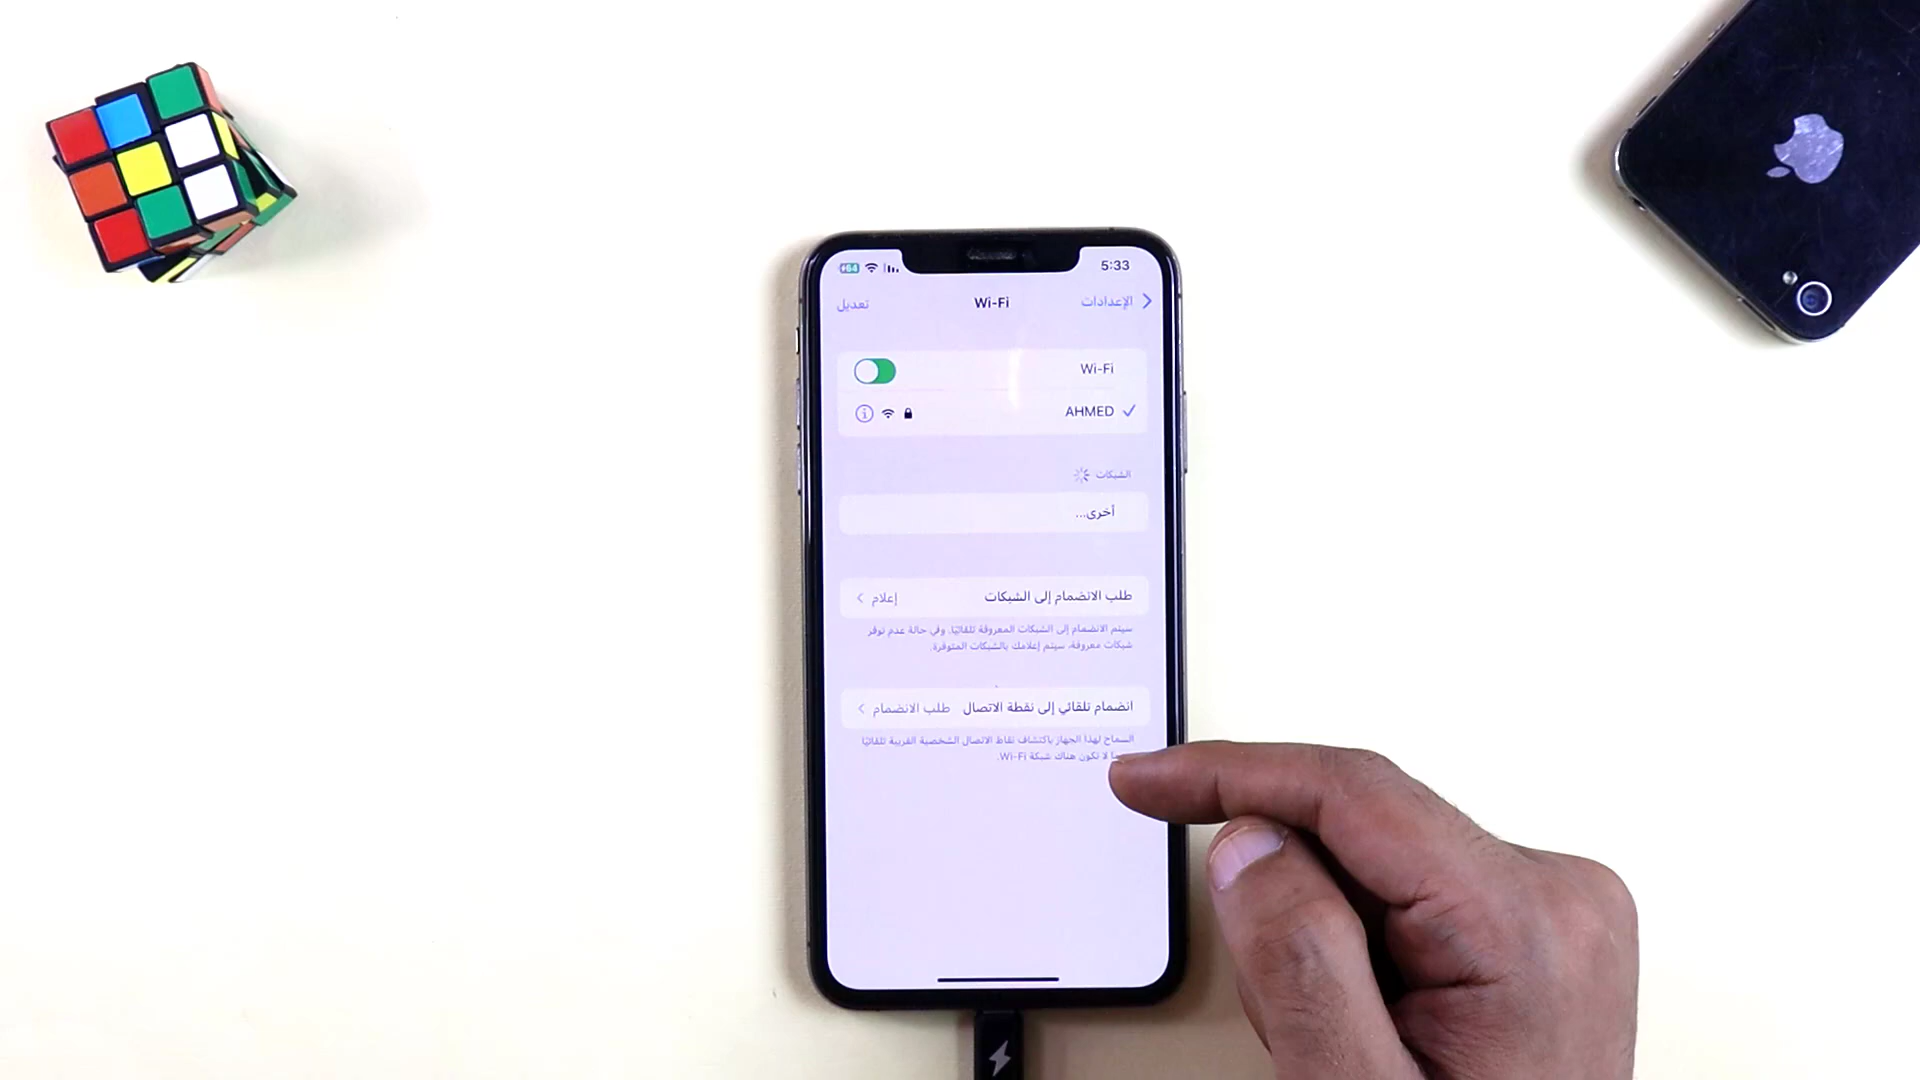 5:33
64
الإعدادات
Wi-Fi
تعديل
Wi-Fi
AHMED
الشبكات
أخرى...
طلب الانضمام إلى الشبكات
إعلام
سيتم الانضمام إلى الشبكات المعروفة تلقائيًا. وفي حالة عدم توفر
شبكات معروفة، سيتم إعلامك بالشبكات المتوفرة.
انضمام تلقائي إلى نقطة الاتصال
طلب الانضمام
السماح لهذا الجهاز باكتشاف نقاط الاتصال الشخصية القريبة تلقائيًا
لا تكون هناك شبكة Wi-Fi.